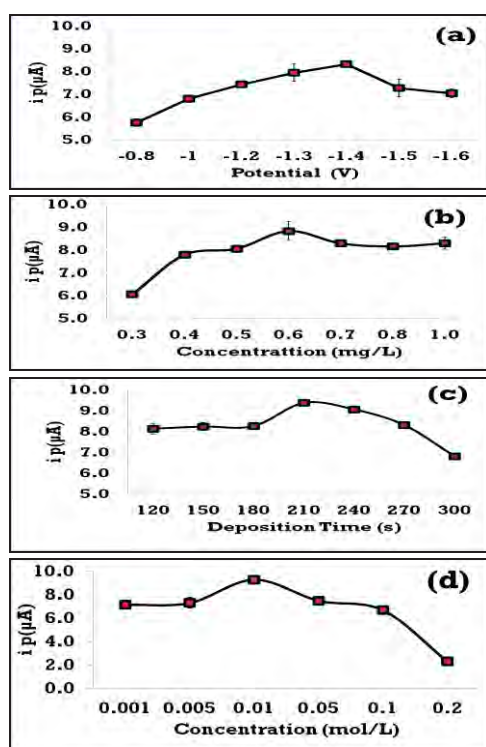 (a)
10.0
9.0
8.0
7.0
6.0
5.0
ip(µA)
-0.8 -1 -1.2 -1.3 -1.4 -1.5 -1.6
Potential (V)
(b)
10.0
9.0
8.0
7.0
6.0
5.0
ip(µA)
0.3 0.4 0.5 0.6 0.7 0.8 1.0
Concentrattion (mg/L)
(c)
10.0
9.0
8.0
7.0
6.0
5.0
ip(µA)
120 150 180 210 240 270 300
Deposition Time (s)
(d)
10.0
8.0
6.0
4.0
2.0
0.0
ip(µA)
0.001 0.005 0.01 0.05 0.1 0.2
Concentration (mol/L)